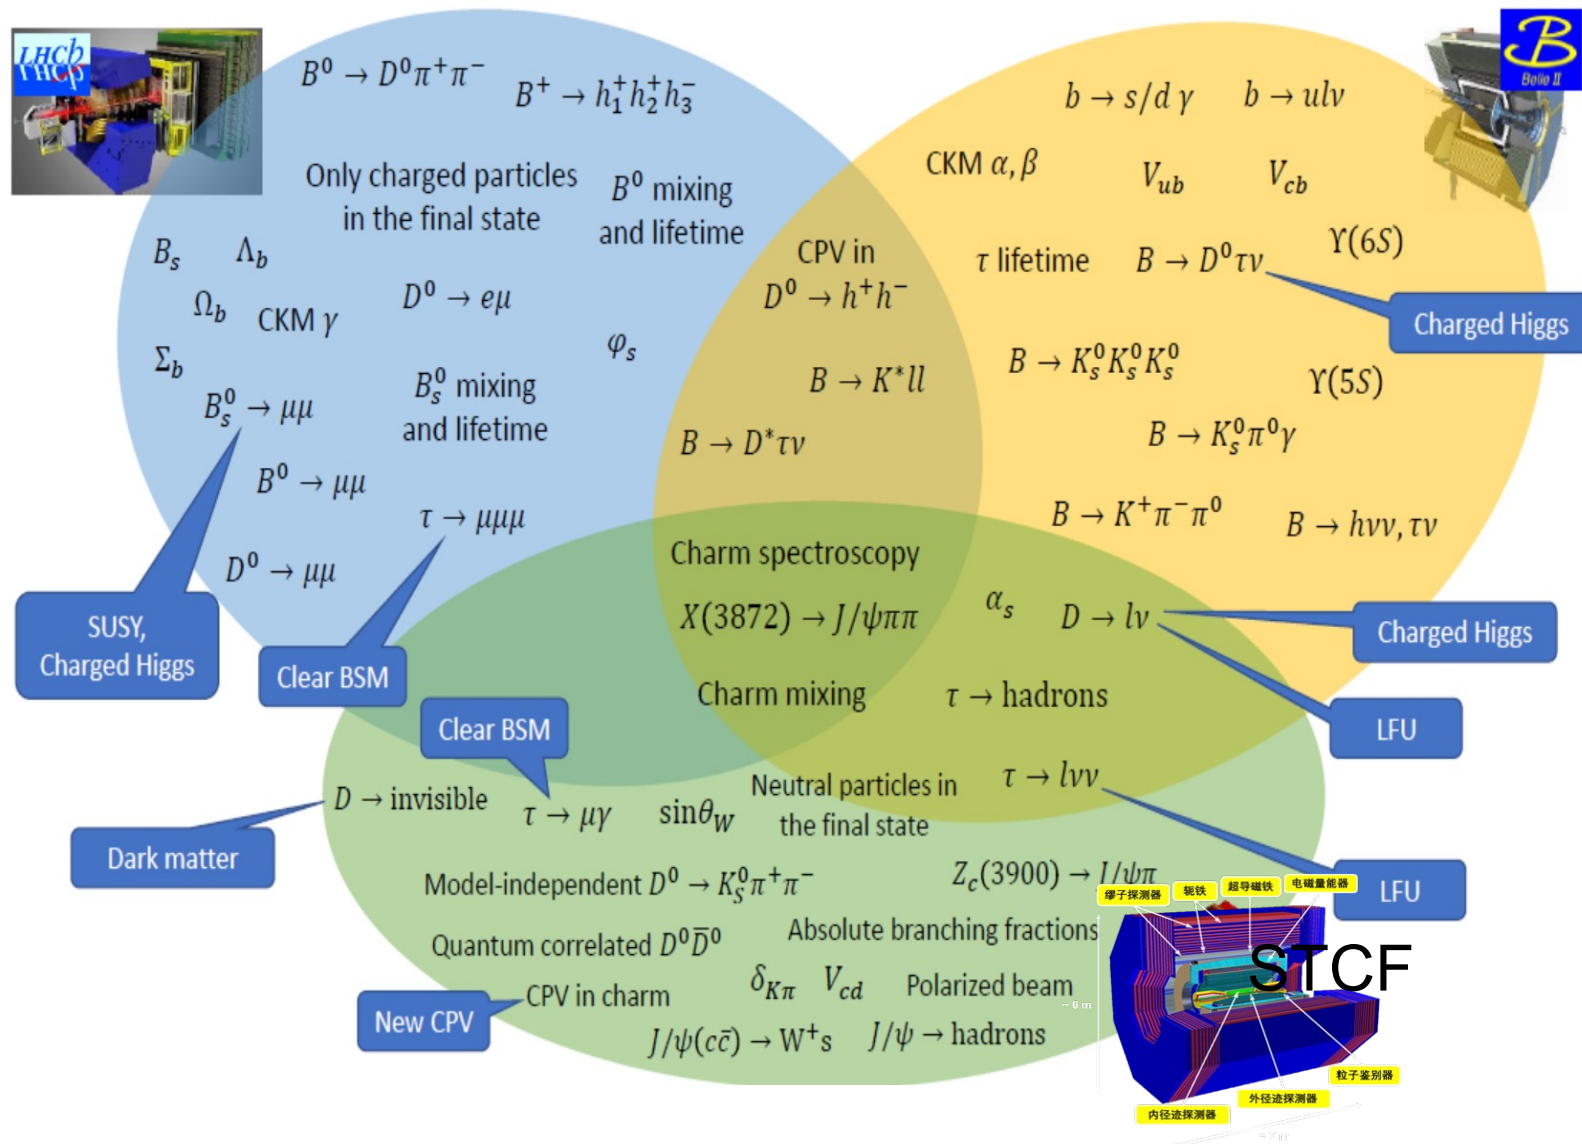 LHCb
LHCb
B⁰ → D⁰π⁺π⁻
B⁺ → h₁⁺h₂⁺h₃⁻
Only charged particles
in the final state
B⁰ mixing
and lifetime
B_s
Λ_b
Ω_b
CKM γ
Σ_b
D⁰ → eμ
φ_s
B_s⁰ → μμ
B_s⁰ mixing
and lifetime
B⁰ → μμ
τ → μμμ
D⁰ → μμ
SUSY,
Charged Higgs
Clear BSM
CPV in
D⁰ → h⁺h⁻
B → K*ll
B → D*τν
B
Belle II
b → s/d γ
b → ulν
CKM α, β
V_ub
V_cb
τ lifetime
B → D⁰τν
Υ(6S)
Charged Higgs
B → K_s⁰K_s⁰K_s⁰
Υ(5S)
B → K_s⁰π⁰γ
B → K⁺π⁻π⁰
B → hνν, τν
Charm spectroscopy
X(3872) → J/ψππ
Charm mixing
α_s
D → lν
Charged Higgs
LFU
τ → hadrons
τ → lνν
LFU
Clear BSM
D → invisible
Dark matter
τ → μγ
sinθ_W
Neutral particles in
the final state
Model-independent D⁰ → K_S⁰π⁺π⁻
Z_c(3900) → J/ψπ
Quantum correlated D⁰D̄⁰
Absolute branching fractions
New CPV
CPV in charm
δ_Kπ
V_cd
Polarized beam
J/ψ(cc̄) → W⁺s
J/ψ → hadrons
缪子探测器
轭铁
超导磁铁
电磁量能器
STCF
~ 6 m
粒子鉴别器
外径迹探测器
内径迹探测器